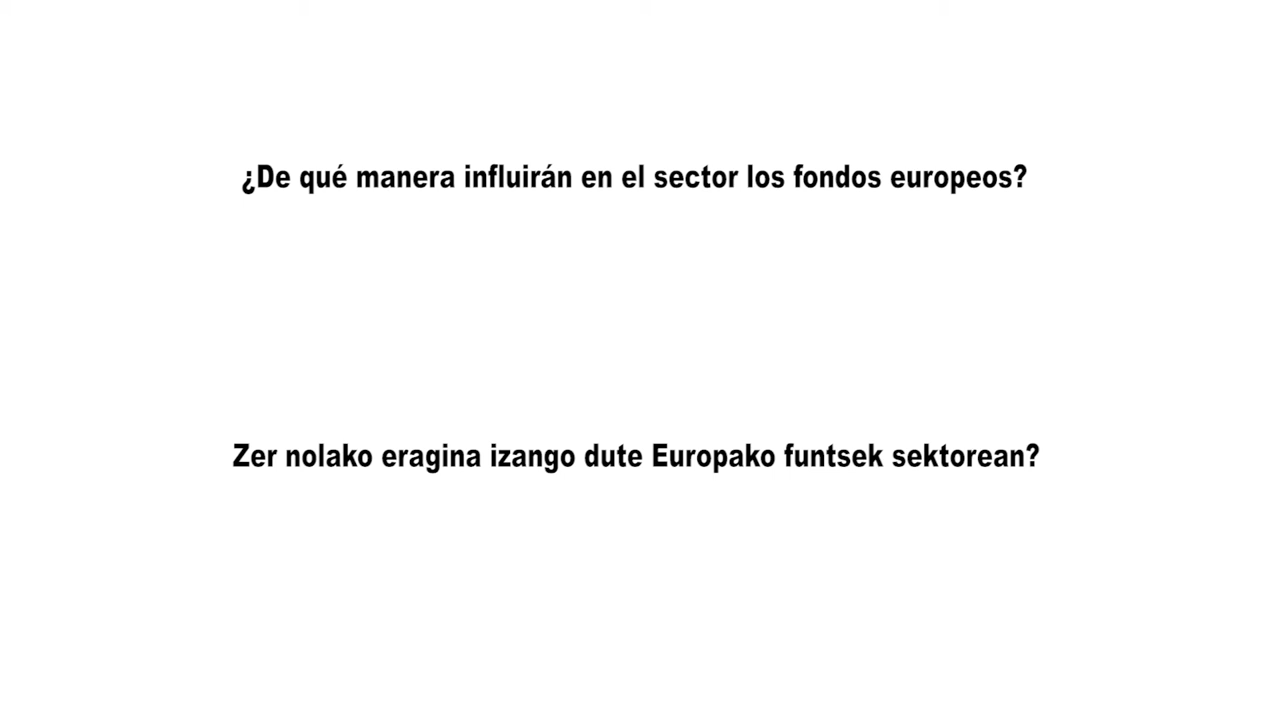 ¿De qué manera influirán en el sector los fondos europeos?
Zer nolako eragina izango dute Europako funtsek sektorean?